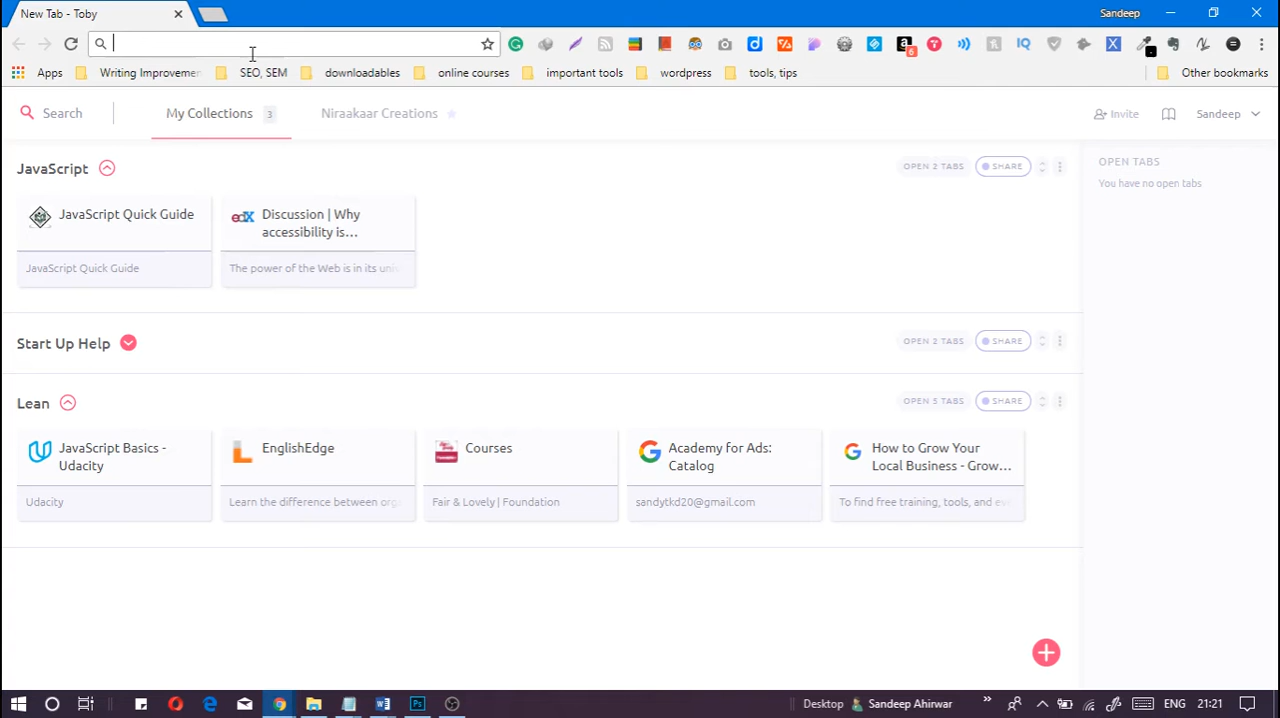 New Tab - Toby
Sandeep
Apps
Writing Improvemen
SEO, SEM
downloadables
online courses
important tools
wordpress
tools, tips
Other bookmarks
Search
My Collections 3
Niraakaar Creations
Invite
Sandeep
JavaScript
OPEN 2 TABS
SHARE
OPEN TABS
You have no open tabs
JavaScript Quick Guide
JavaScript Quick Guide
edX
Discussion | Why
accessibility is...
The power of the Web is in its uni
Start Up Help
OPEN 2 TABS
SHARE
Lean
OPEN 5 TABS
SHARE
JavaScript Basics -
Udacity
Udacity
EnglishEdge
Learn the difference between orga
Courses
Fair & Lovely | Foundation
Academy for Ads:
Catalog
sandytkd20@gmail.com
How to Grow Your
Local Business - Grow...
To find free training, tools, and ev
Desktop
Sandeep Ahirwar
ENG
21:21